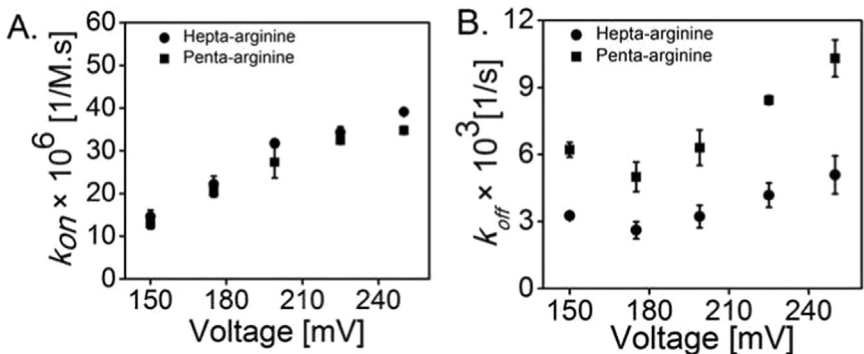 A.
Hepta-arginine
Penta-arginine
k_on × 10^6 [1/M.s]
60
50
40
30
20
10
0
150 180 210 240
Voltage [mV]
B.
Hepta-arginine
Penta-arginine
k_off × 10^3[1/s]
12
9
6
3
0
150 180 210 240
Voltage [mV]